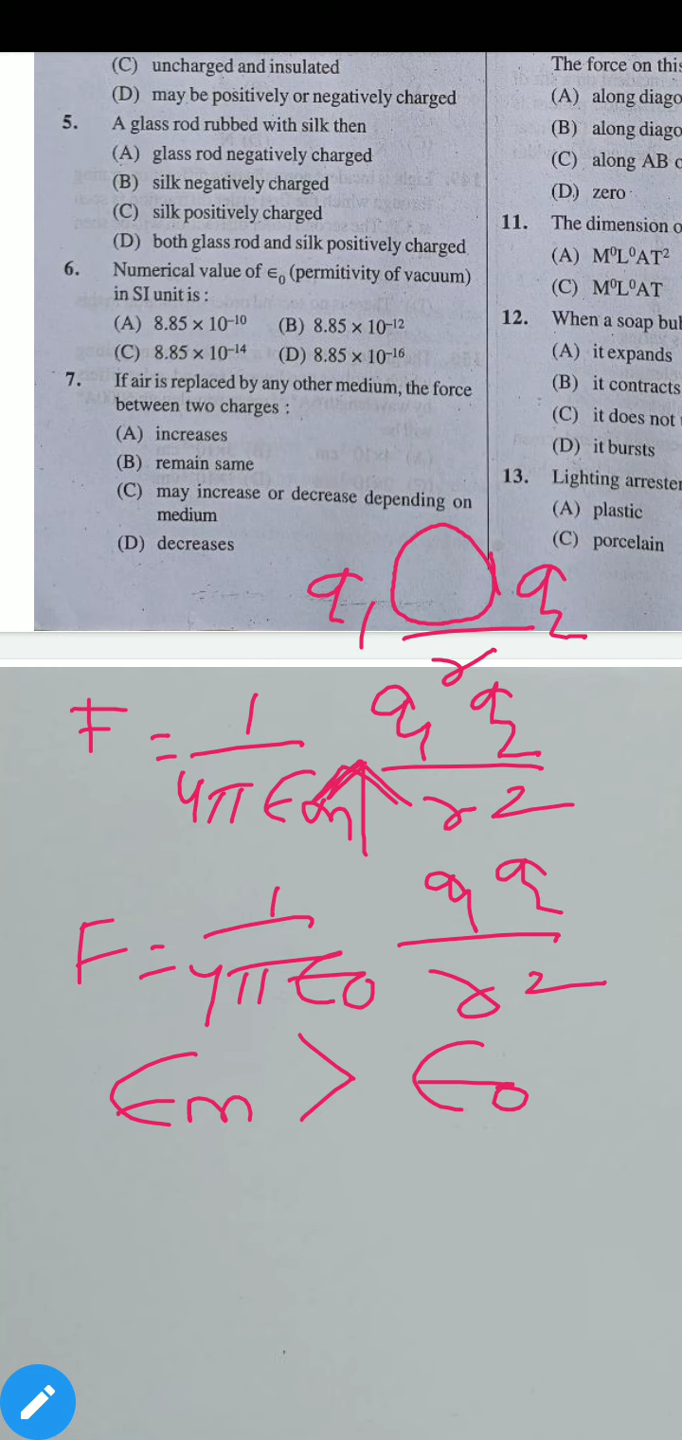 (C) uncharged and insulated
(D) may be positively or negatively charged
5. A glass rod rubbed with silk then
(A) glass rod negatively charged
(B) silk negatively charged
(C) silk positively charged
(D) both glass rod and silk positively charged
6. Numerical value of ∈₀ (permitivity of vacuum)
in SI unit is :
(A) 8.85 × 10⁻¹⁰ (B) 8.85 × 10⁻¹²
(C) 8.85 × 10⁻¹⁴ (D) 8.85 × 10⁻¹⁶
7. If air is replaced by any other medium, the force
between two charges :
(A) increases
(B) remain same
(C) may increase or decrease depending on
medium
(D) decreases
The force on this
(A) along diago
(B) along diago
(C) along AB
(D) zero
11. The dimension o
(A) M⁰L⁰AT²
(C) M⁰L⁰AT
12. When a soap bub
(A) it expands
(B) it contracts
(C) it does not
(D) it bursts
13. Lighting arrester
(A) plastic
(C) porcelain
q₁ q₂
r
F = 1/4π∈m q₁q₂/r²
F = 1/4π∈₀ q₁q₂/r²
∈m > ∈₀